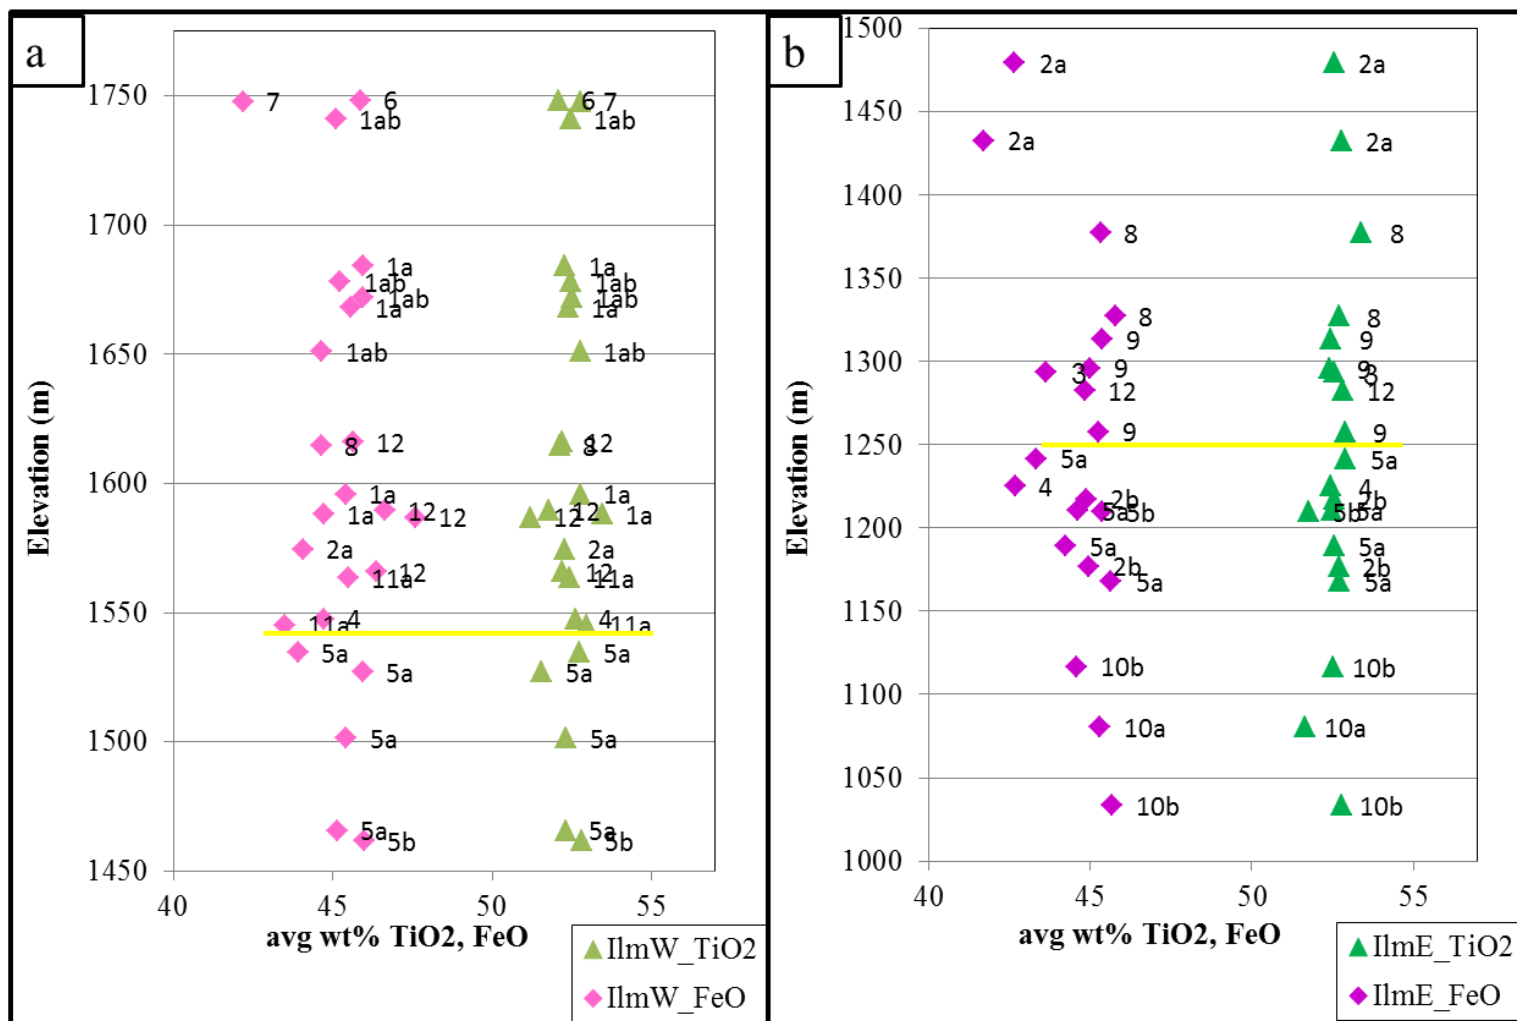 a
1750
1700
1650
1600
1550
1500
1450
Elevation (m)
7 6 6 7
1ab 1ab
1a 1a
1ab 1ab
1ab 1ab
1a 1a
1ab 1ab
12 12
8 8
1a 1a
12 12
1a 12 12 1a
2a 2a
12 12
11a 11a
4 4
11a 11a
5a 5a
5a 5a
5a 5a
5a 5a
5b 5b
40 45 50 55
avg wt% TiO2, FeO
IlmW_TiO2
IlmW_FeO
b
1500
1450
1400
1350
1300
1250
1200
1150
1100
1050
1000
Elevation (m)
2a 2a
2a 2a
8 8
8 8
9 9
9 9
3 3
12 12
9 9
5a 5a
4 4
2b 2b
5a 5b 5b 5a
5a 5a
2b 2b
5a 5a
10b 10b
10a 10a
10b 10b
40 45 50 55
avg wt% TiO2, FeO
IlmE_TiO2
IlmE_FeO